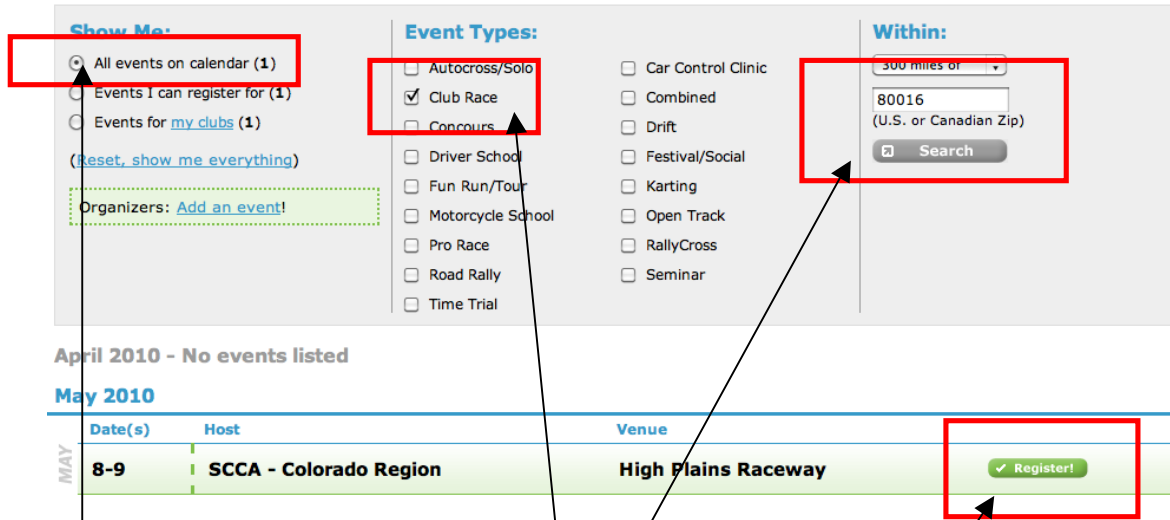 Show Me:
All events on calendar (1)
Events I can register for (1)
Events for my clubs (1)
(Reset, show me everything)
Organizers: Add an event!
Event Types:
Autocross/Solo
Club Race
Concours
Driver School
Fun Run/Tour
Motorcycle School
Pro Race
Road Rally
Time Trial
Car Control Clinic
Combined
Drift
Festival/Social
Karting
Open Track
RallyCross
Seminar
Within:
300 miles of
80016
(U.S. or Canadian Zip)
Search
April 2010 - No events listed
May 2010
Date(s) Host Venue
MAY
8-9 SCCA - Colorado Region High Plains Raceway Register!